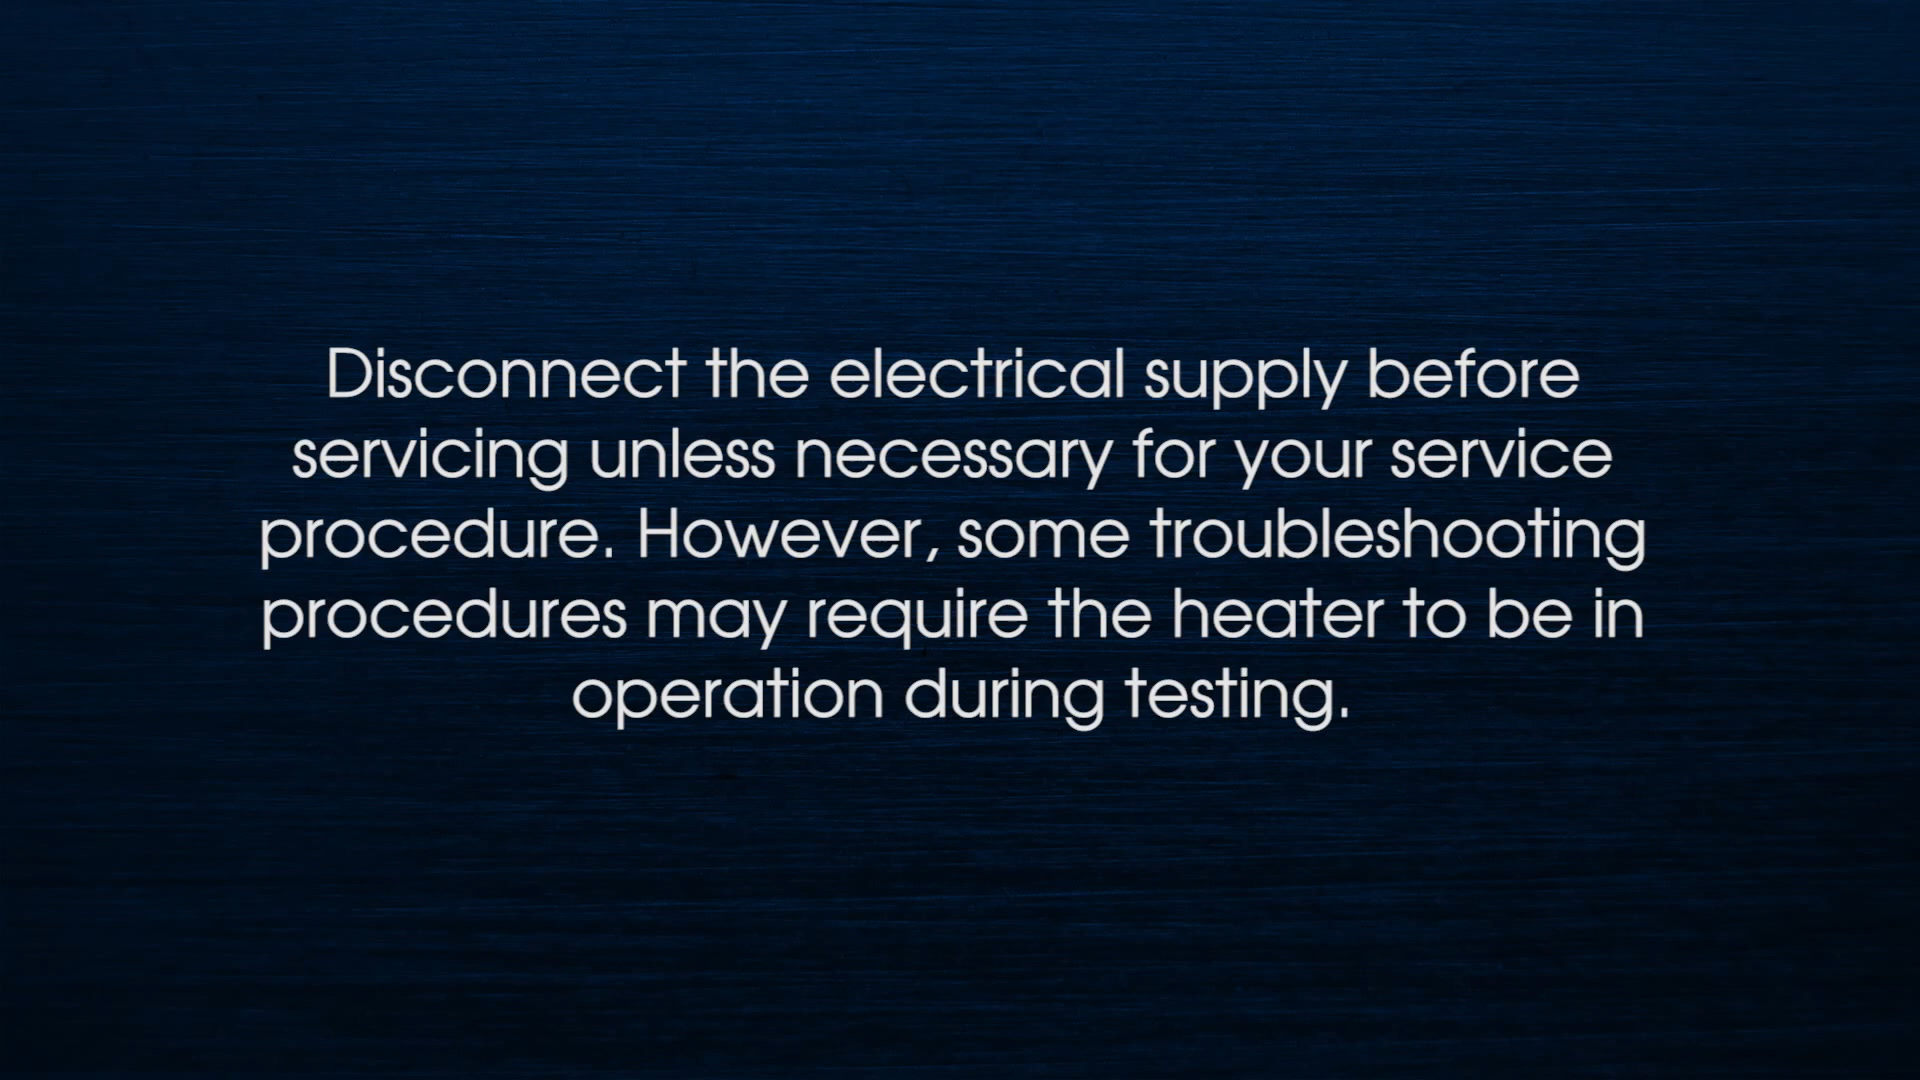 Disconnect the electrical supply before
servicing unless necessary for your service
procedure. However, some troubleshooting
procedures may require the heater to be in
operation during testing.